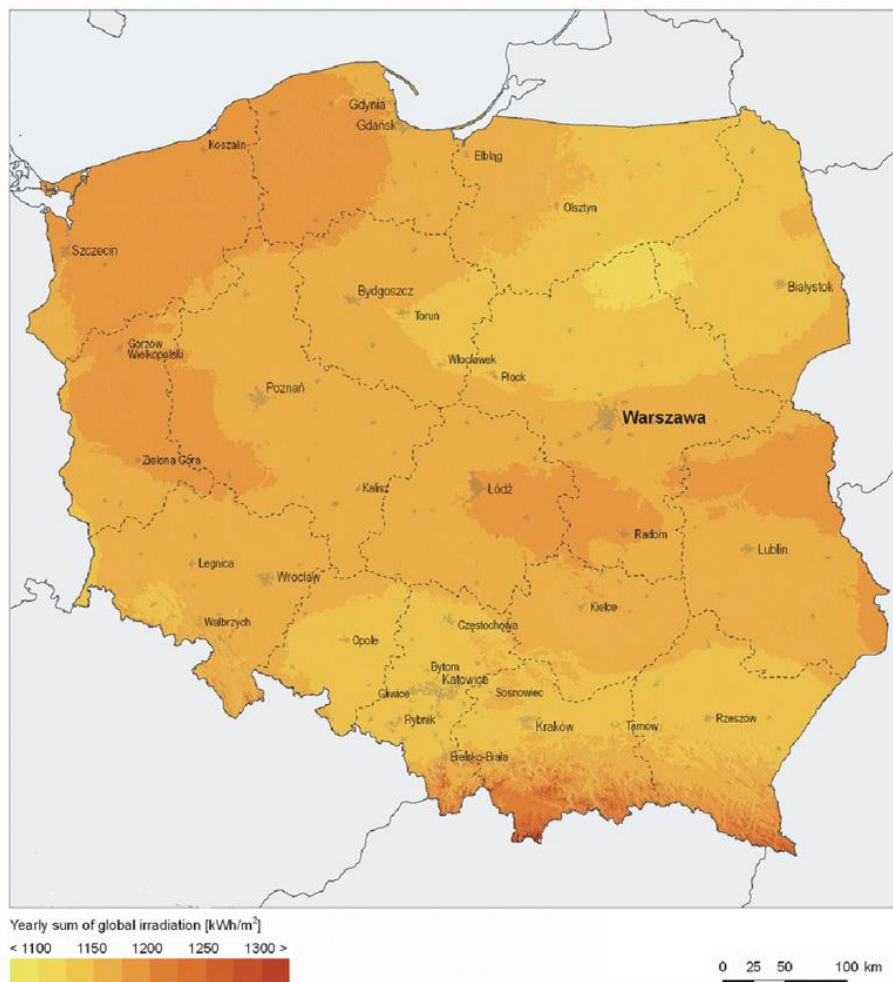 Gdynia
Gdańsk
Koszalin
Elbląg
Olsztyn
Szczecin
Bydgoszcz
Białystok
Toruń
Gorzów
Wielkopolski
Włocławek
Płock
Poznań
Warszawa
Zielona Góra
Kalisz
Łódź
Radom
Lublin
Legnica
Wrocław
Kielce
Wałbrzych
Częstochowa
Opole
Bytom
Katowice
Gliwice
Sosnowiec
Rybnik
Kraków
Tarnów
Rzeszów
Bielsko-Biała
Yearly sum of global irradiation [kWh/m²]
< 1100 1150 1200 1250 1300 >
0 25 50 100 km